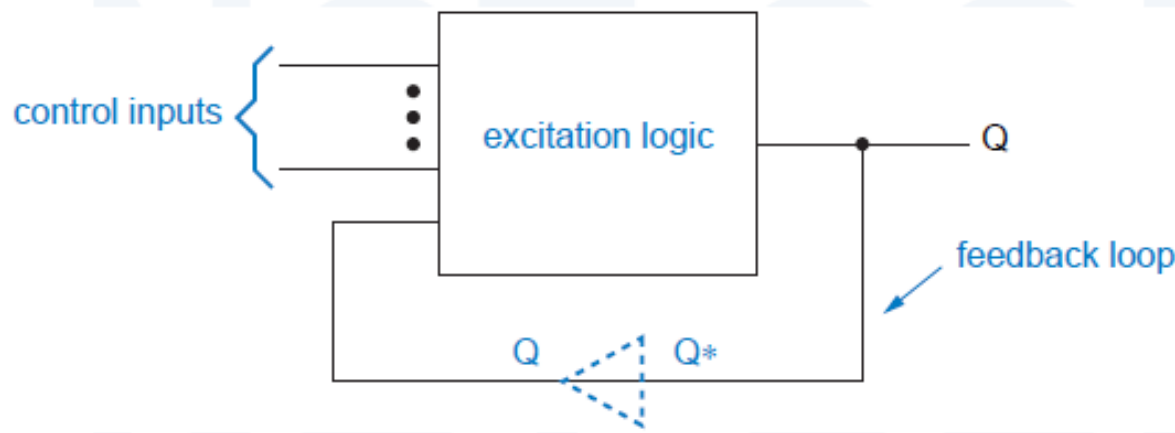 control inputs
excitation logic
Q
feedback loop
Q
Q*